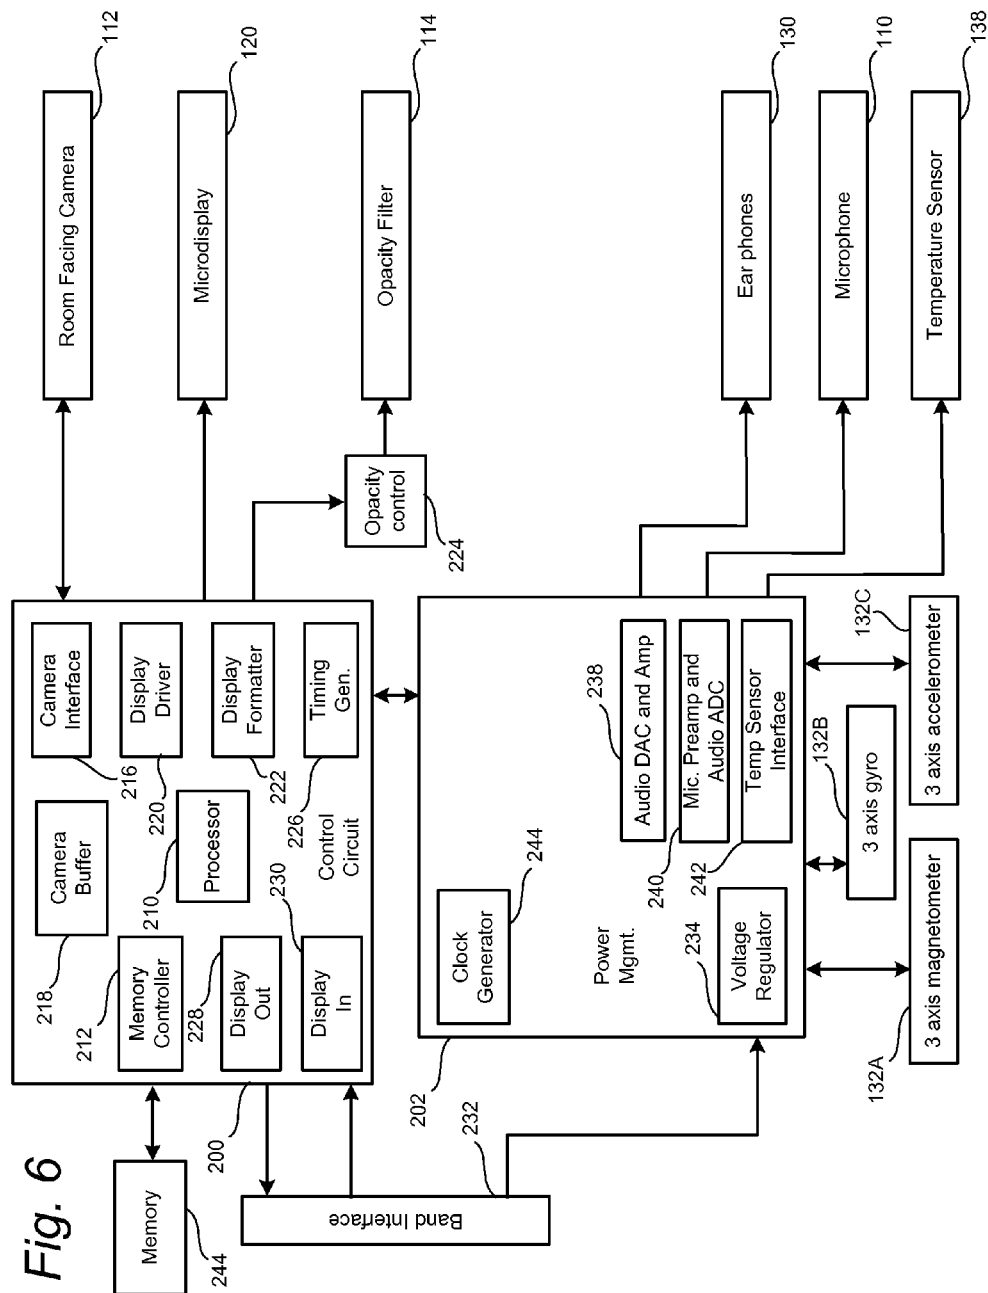 Fig. 6
Memory
244
Band Interface
232
200
Memory
Controller
212
Display
Out
228
Display
In
230
Camera
Buffer
218
Processor
210
Control
Circuit
Camera
Interface
216
Display
Driver
220
Display
Formatter
222
Timing
Gen.
226
Opacity
control
224
Room Facing Camera
112
Microdisplay
120
Opacity Filter
114
202
Clock
Generator
244
Power
Mgmt.
Voltage
Regulator
234
Audio DAC and Amp
238
Mic. Preamp and
Audio ADC
240
Temp Sensor
Interface
242
Ear phones
130
Microphone
110
Temperature Sensor
138
3 axis magnetometer
132A
3 axis gyro
132B
3 axis accelerometer
132C